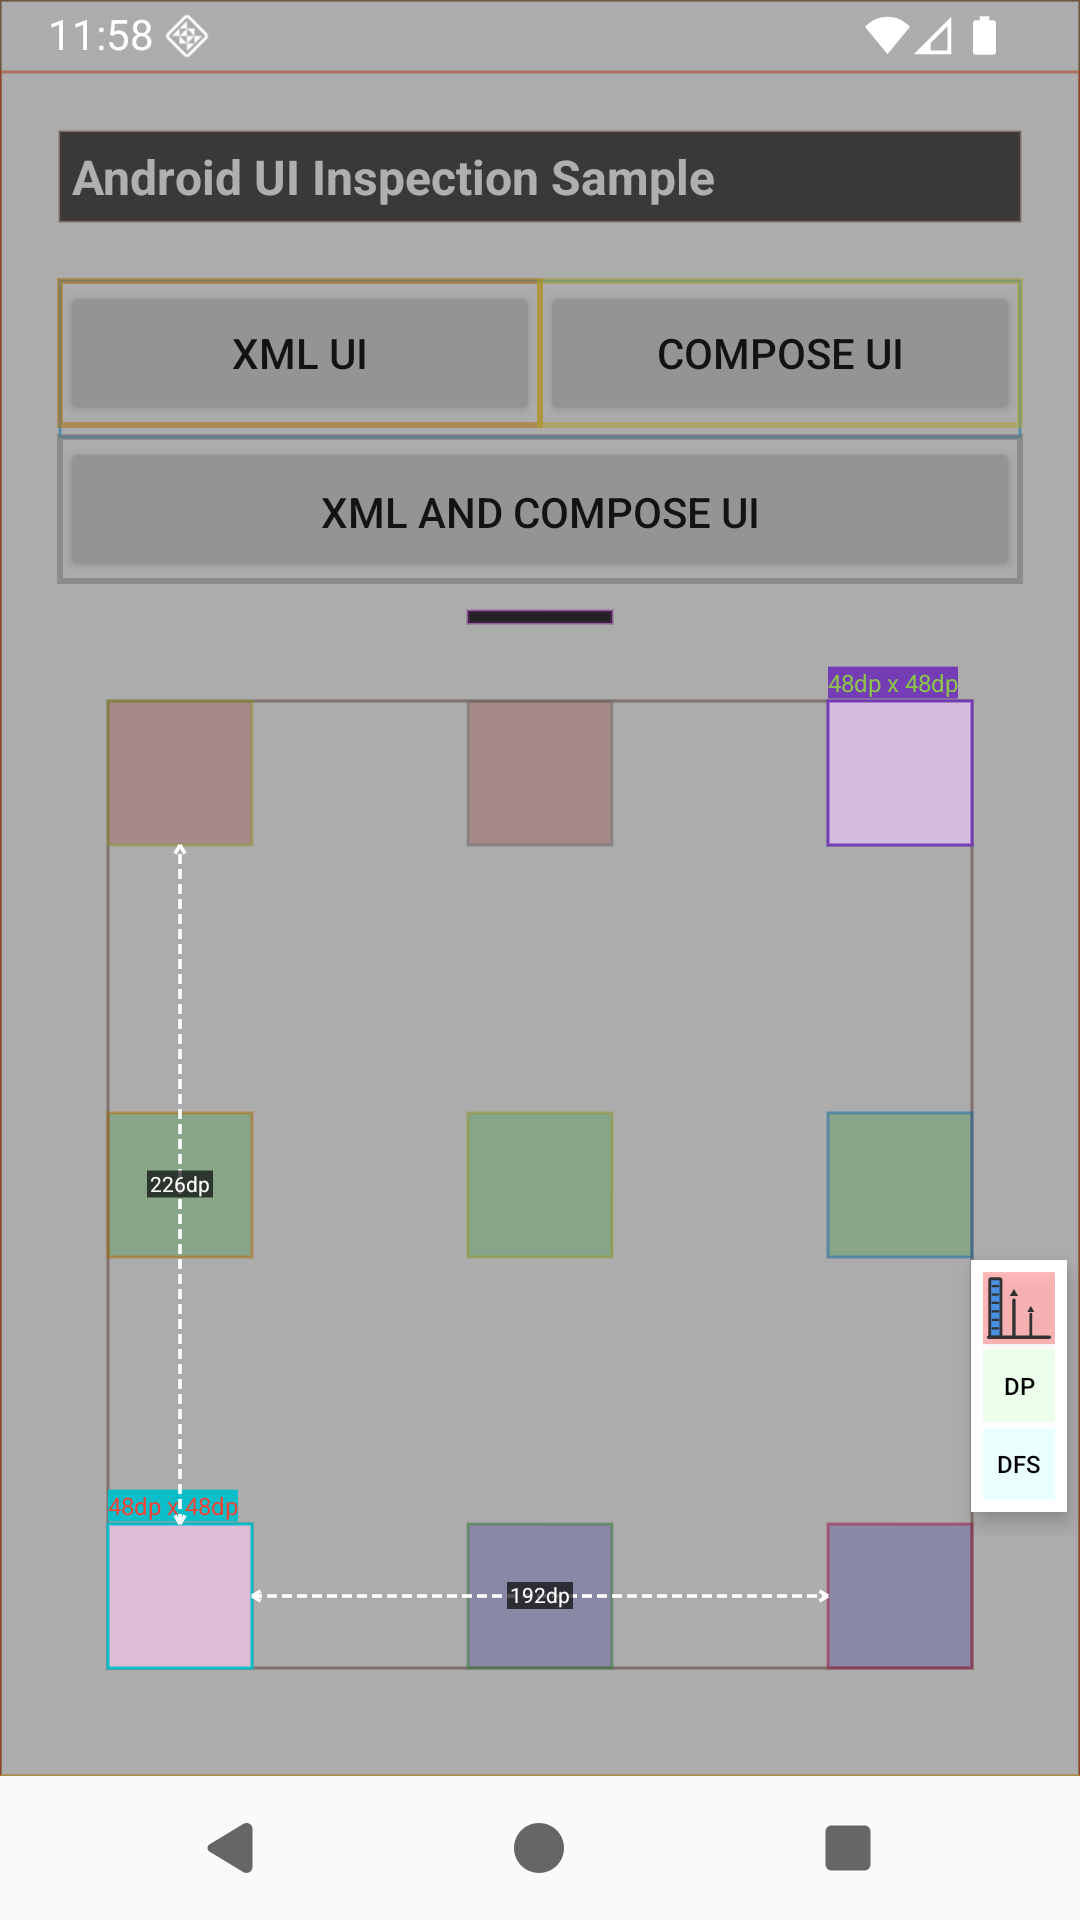 11:58
Android UI Inspection Sample
XML UI
COMPOSE UI
XML AND COMPOSE UI
48dp x 48dp
226dp
DP
DFS
48dp x 48dp
192dp